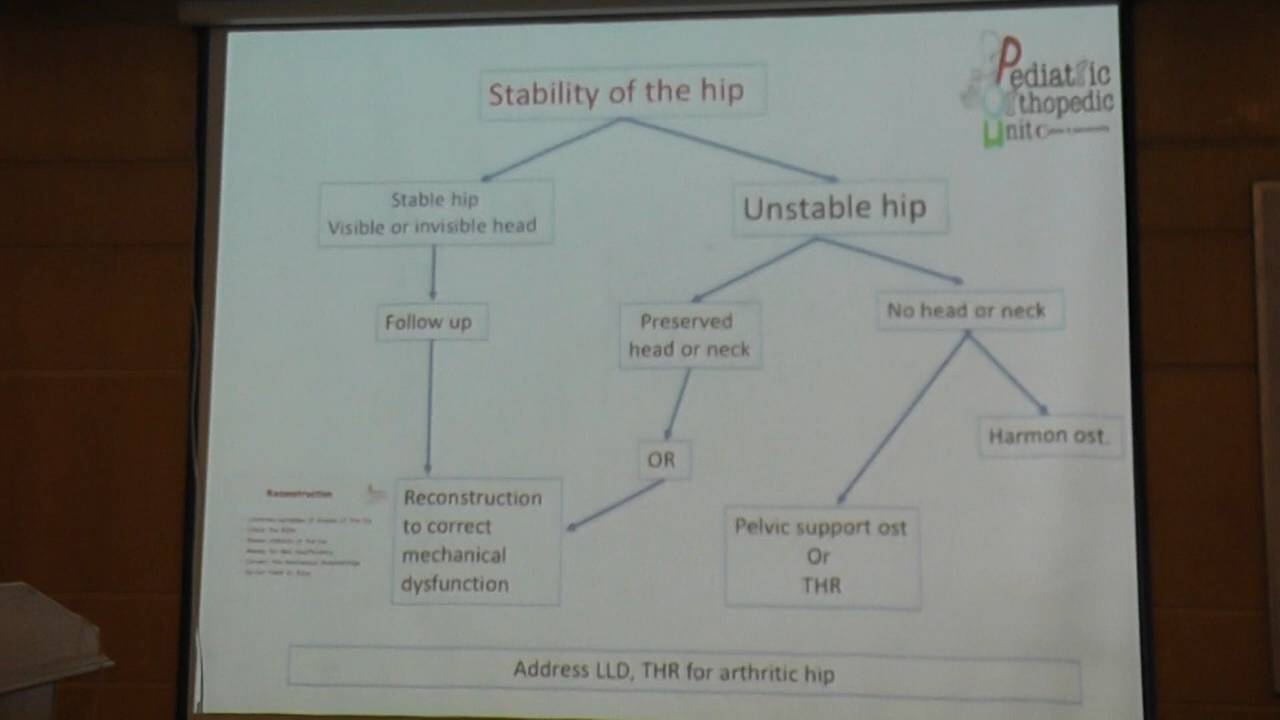 Stability of the hip
Pediatric
Orthopedic
Unit
Stable hip
Visible or invisible head
Unstable hip
Follow up
Preserved
head or neck
No head or neck
Harmon ost.
OR
Reconstruction
Reconstruction
to correct
mechanical
dysfunction
Pelvic support ost
Or
THR
Address LLD, THR for arthritic hip